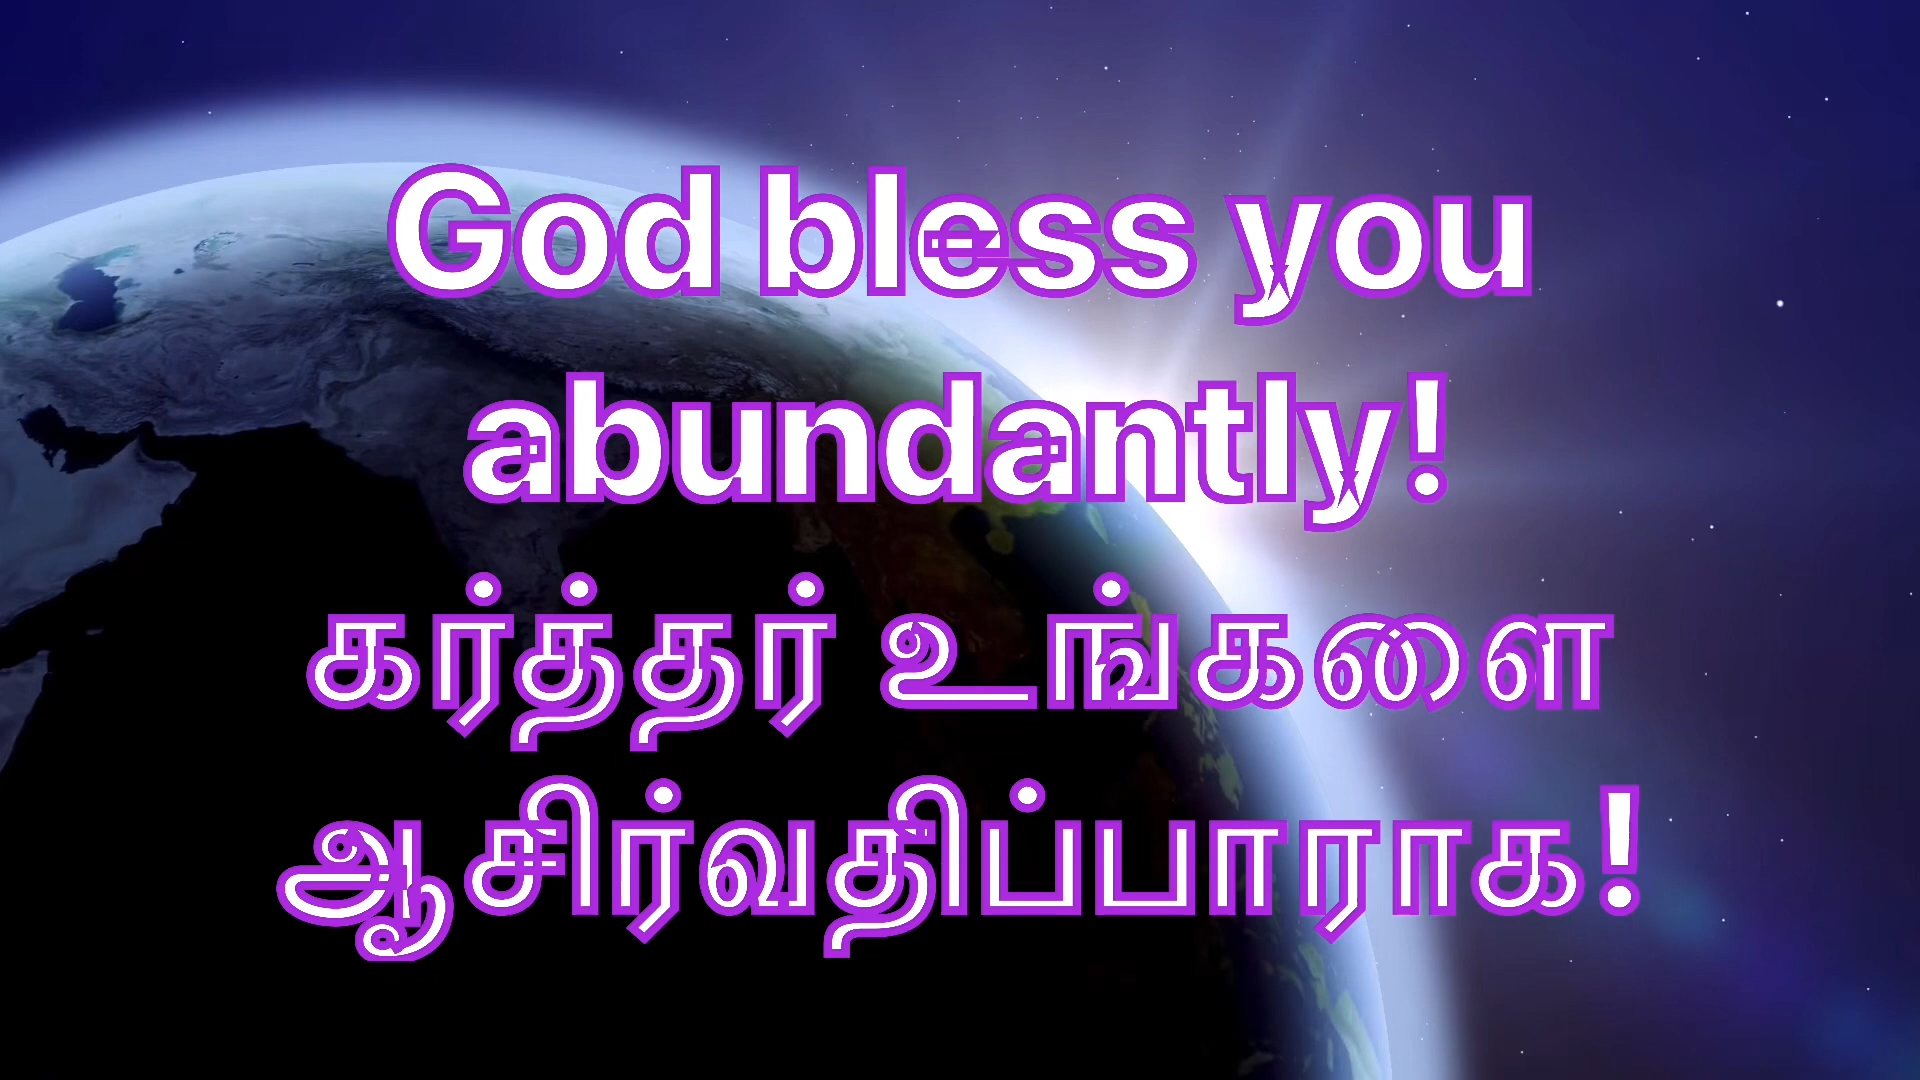 God bless you
abundantly!
கர்த்தர் உங்களை
ஆசிர்வதிப்பாராக!